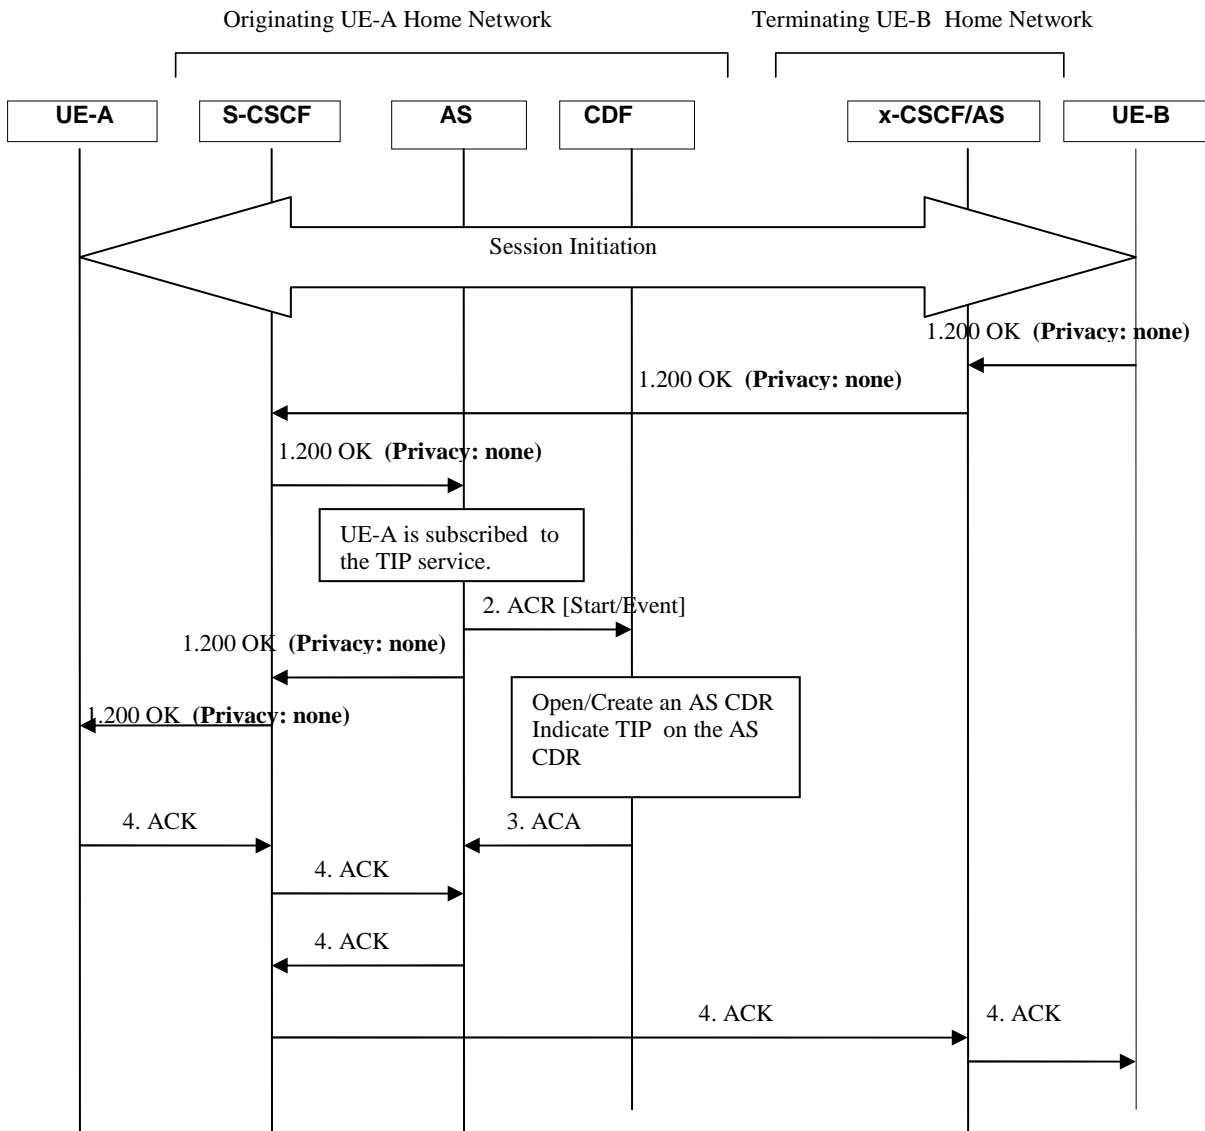 Originating UE-A Home Network
Terminating UE-B Home Network
UE-A
S-CSCF
AS
CDF
x-CSCF/AS
UE-B
Session Initiation
1.200 OK (Privacy: none)
1.200 OK (Privacy: none)
1.200 OK (Privacy: none)
UE-A is subscribed to
the TIP service.
2. ACR [Start/Event]
1.200 OK (Privacy: none)
Open/Create an AS CDR
Indicate TIP on the AS
CDR
1.200 OK (Privacy: none)
4. ACK
3. ACA
4. ACK
4. ACK
4. ACK
4. ACK